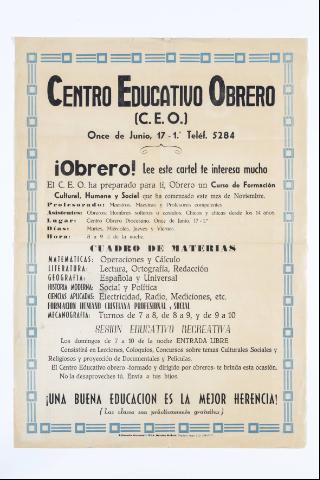 CENTRO EDUCATIVO OBRERO
(C. E. O.)
Once de Junio, 17 - 1.° Teléf. 5284
¡Obrero! Lee este cartel te interesa mucho
El C. E. O. ha preparado para ti, Obrero un Curso de Formación
Cultural, Humana y Social que ha comenzado este mes de Noviembre.
Profesorado: Maestros, Maestras y Profesores competentes
Asistentes: Obreros: Hombres solteros o casados. Chicos y chicas desde los 14 años
Lugar: Centro Obrero Diocesano. Once de Junio, 17 - 1.°
Días: Martes, Miércoles, Jueves y Viernes
Hora: 8 a 9 de la noche.
CUADRO DE MATERIAS
MATEMATICAS: Operaciones y Cálculo
LITERATURA: Lectura, Ortografía, Redacción
GEOGRAFIA: Española y Universal
HISTORIA MODERNA: Social y Política
CIENCIAS APLICADAS: Electricidad, Radio, Mediciones, etc.
FORMACION HUMANO CRISTIANA PROFESIONAL y SOCIAL
MECANOGRAFIA: Turnos de 7 a 8, de 8 a 9, y de 9 a 10
SESION EDUCATIVO RECREATIVA
Los domingos de 7 a 10 de la noche ENTRADA LIBRE
Consistirá en Lecciones, Coloquios, Concursos sobre temas Culturales Sociales y
Religiosos y proyección de Documentales y Películas.
El Centro Educativo obrero -formado y dirigido por obreros- te brinda esta ocasión.
No la desaproveches tú. Envía a tus hijos
¡UNA BUENA EDUCACION ES LA MEJOR HERENCIA!
(Las clases son prácticamente gratuitas)